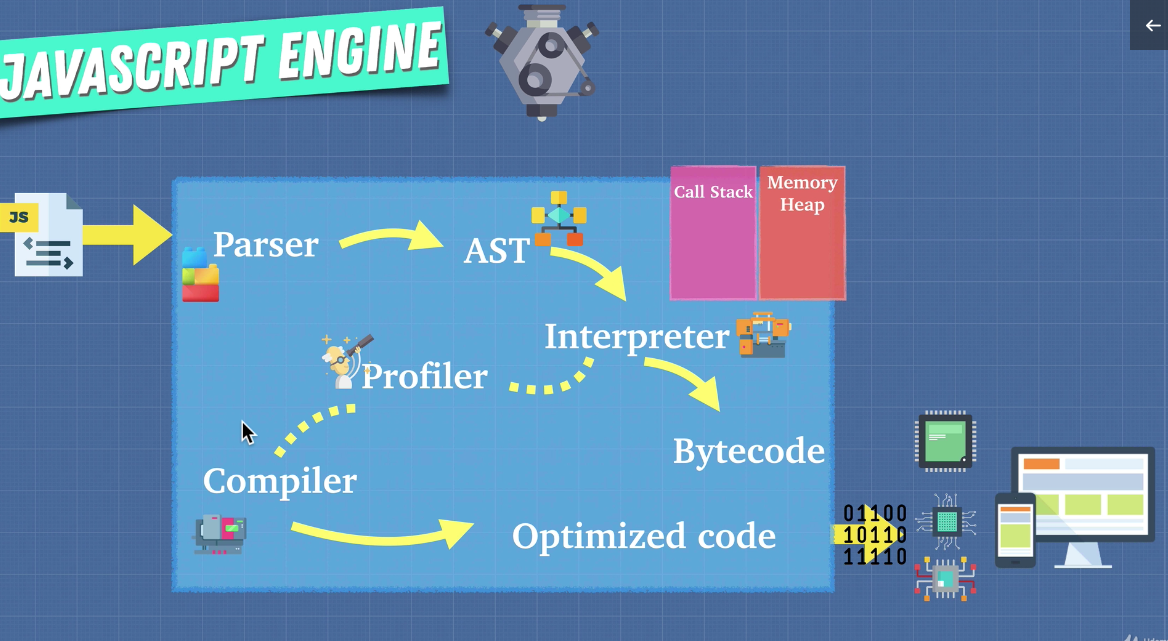 JAVASCRIPT ENGINE
JS
Call Stack
Memory
Heap
Parser
AST
Interpreter
Profiler
Bytecode
Compiler
Optimized code
01100
10110
11110